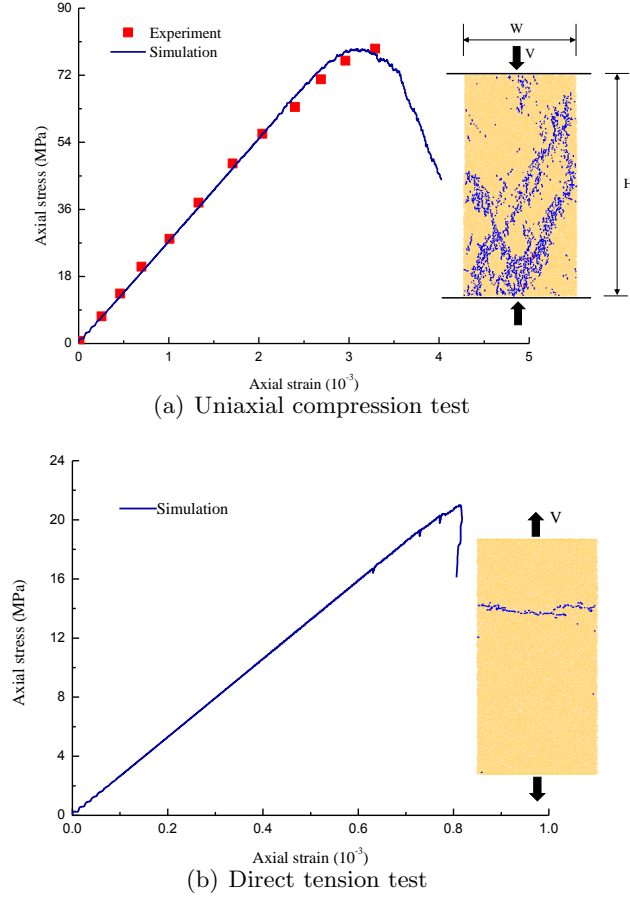 90
72
54
36
18
0
Axial stress (MPa)
Experiment
Simulation
W
V
H
0 1 2 3 4 5
Axial strain (10⁻³)
(a) Uniaxial compression test
24
20
16
12
8
4
0
Axial stress (MPa)
Simulation
V
0.0 0.2 0.4 0.6 0.8 1.0
Axial strain (10⁻³)
(b) Direct tension test